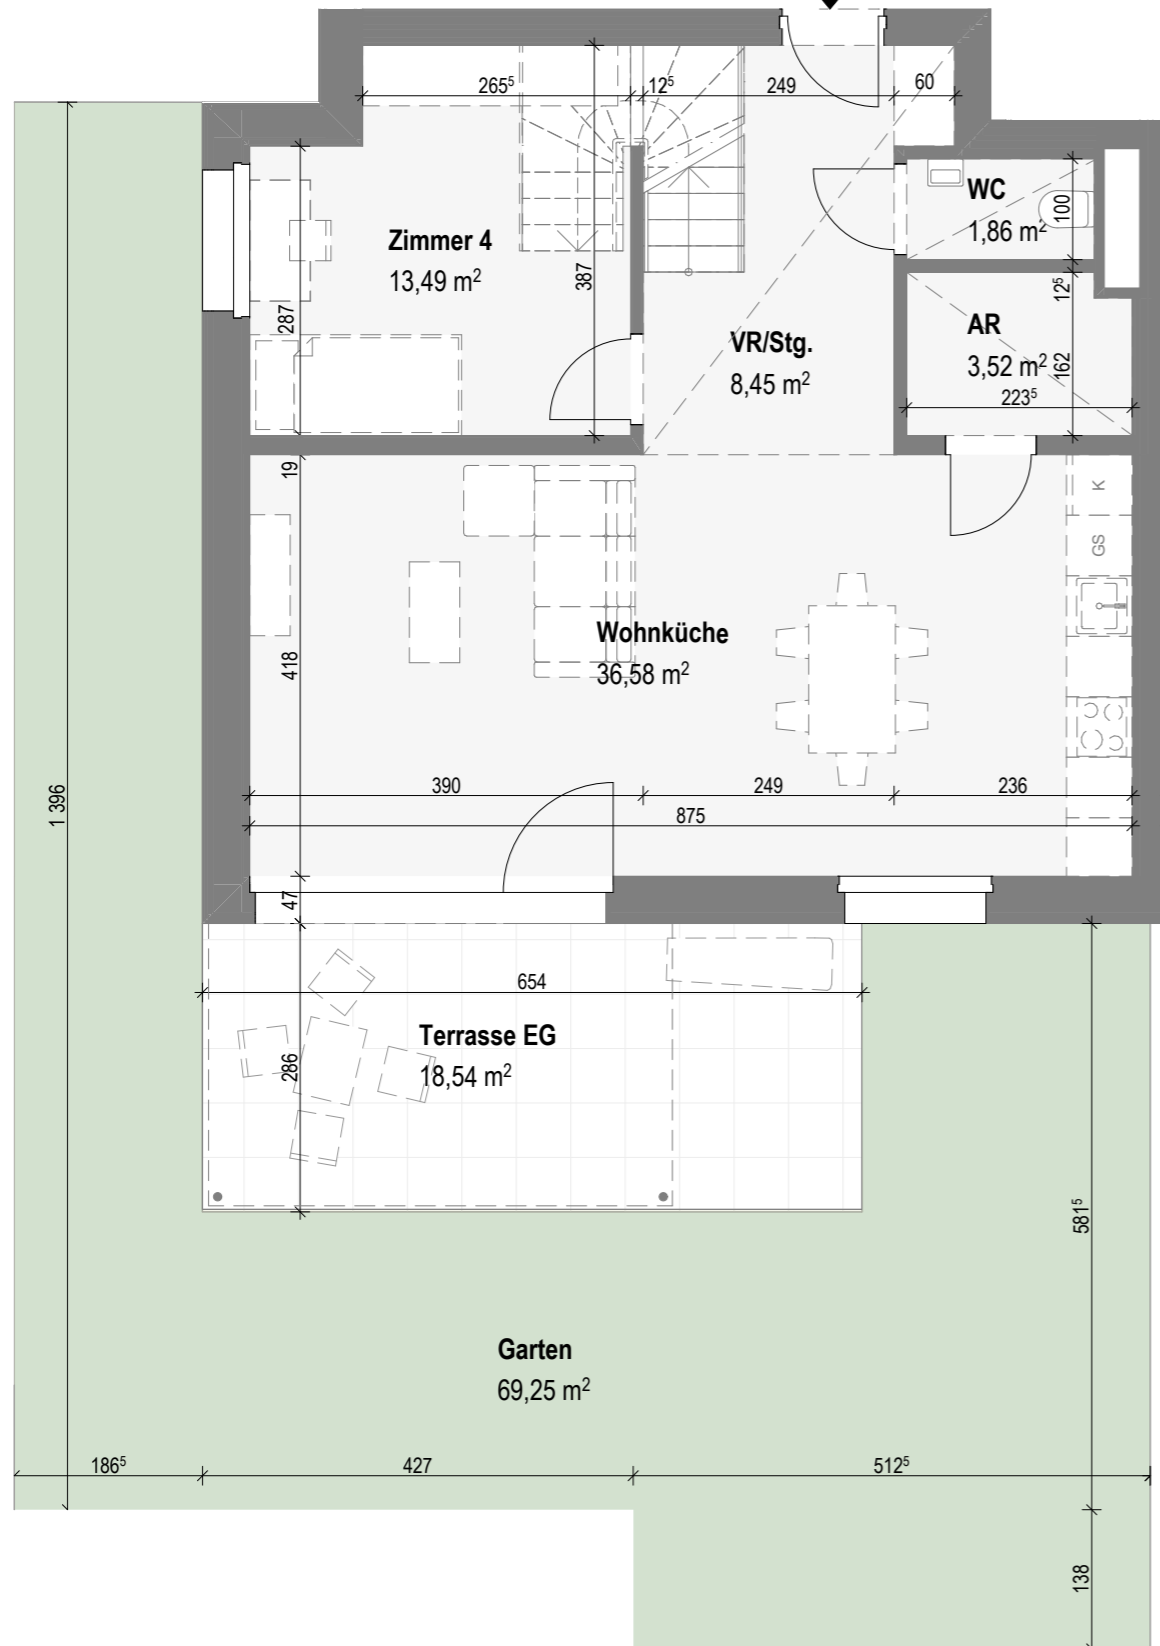 265⁵
12⁵
249
60
WC
1,86 m²
100
Zimmer 4
13,49 m²
387
287
12⁵
AR
3,52 m²
162
223⁵
VR/Stg.
8,45 m²
19
K
GS
Wohnküche
36,58 m²
418
390
249
236
875
1 396
47
654
Terrasse EG
18,54 m²
286
581⁵
Garten
69,25 m²
186⁵
427
512⁵
138